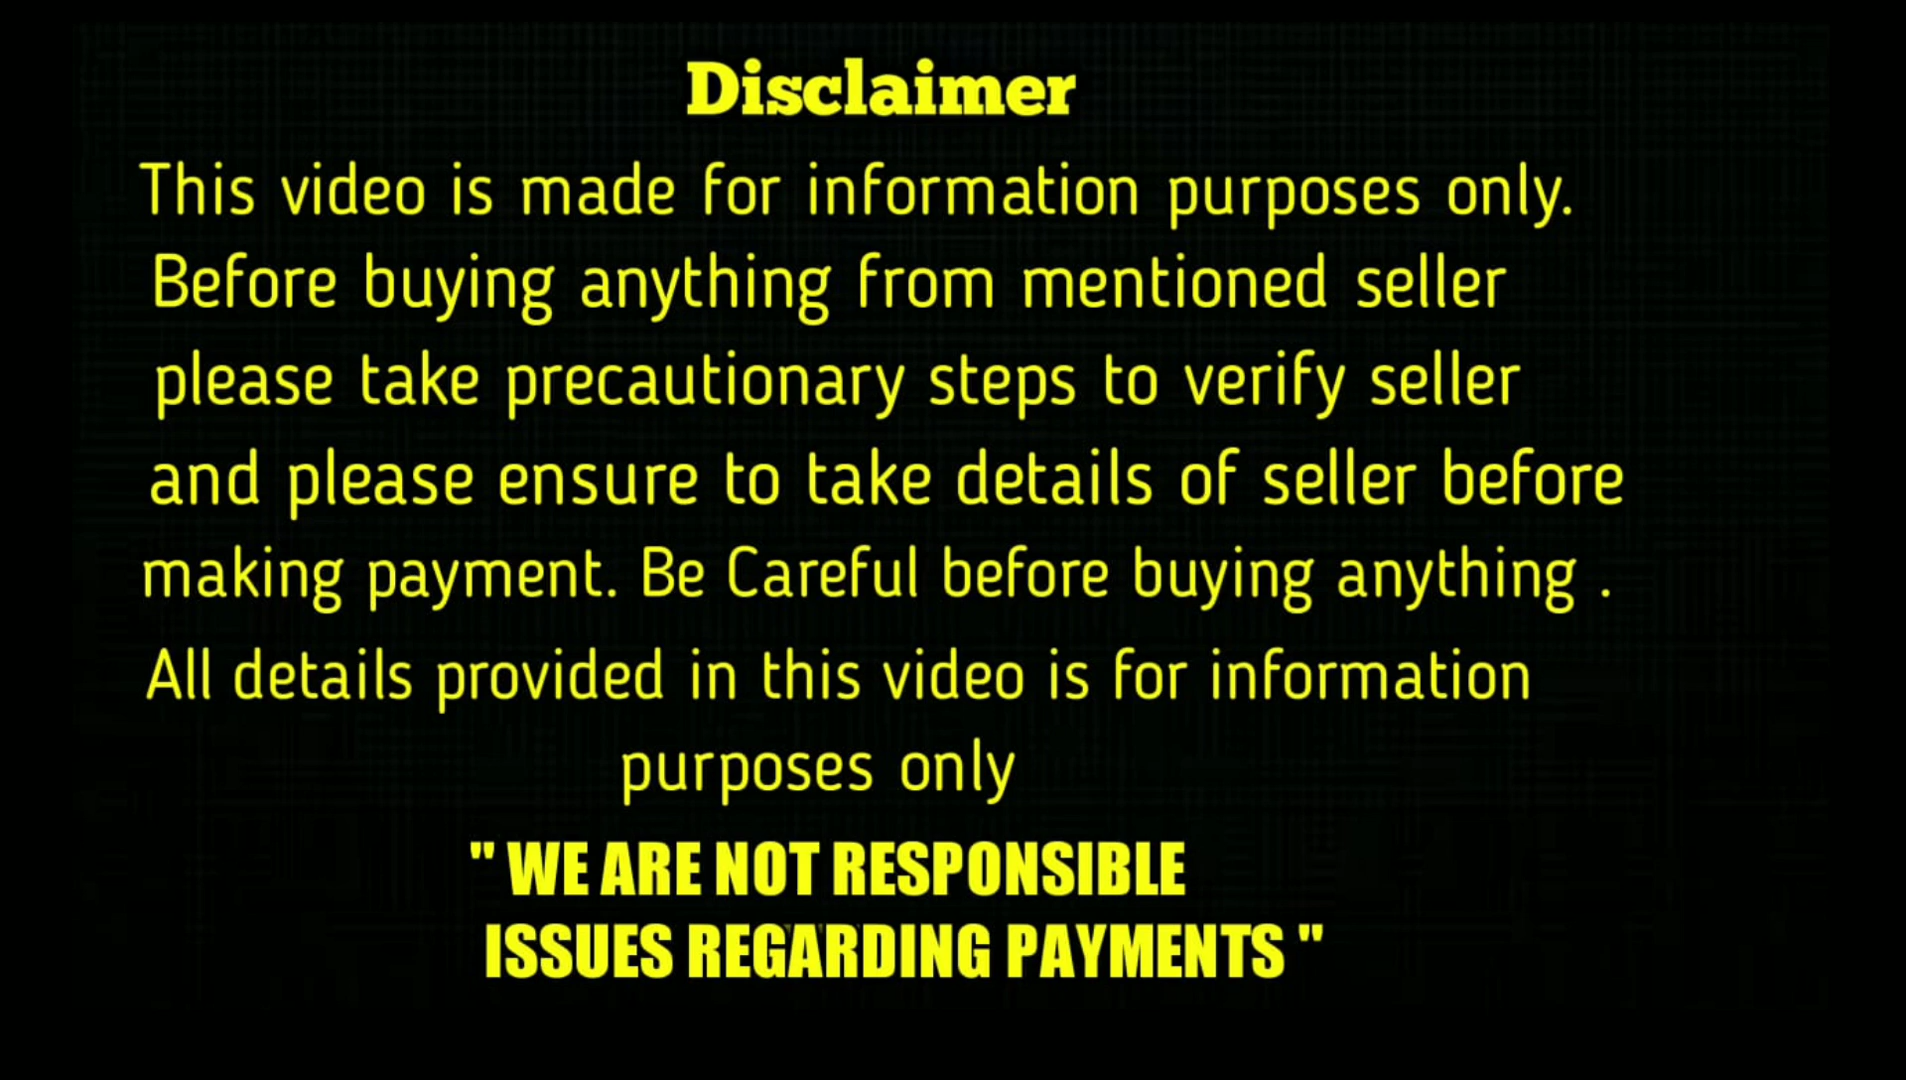 Disclaimer
This video is made for information purposes only.
Before buying anything from mentioned seller
please take precautionary steps to verify seller
and please ensure to take details of seller before
making payment. Be Careful before buying anything .
All details provided in this video is for information
purposes only
" WE ARE NOT RESPONSIBLE
ISSUES REGARDING PAYMENTS "